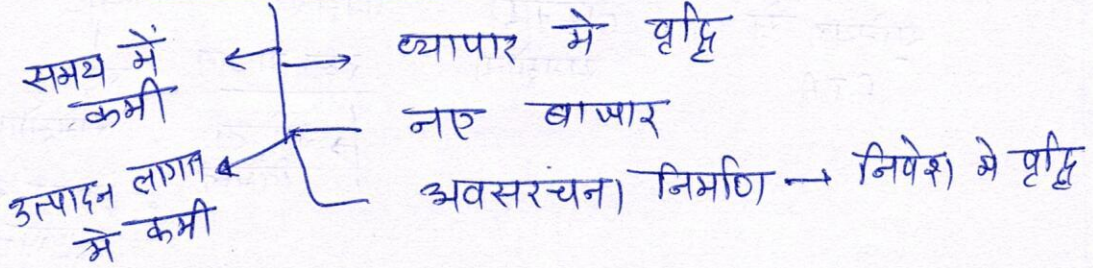 समय में
कमी
उत्पादन लागत
मे कमी
व्यापार मे वृद्धि
नए बाजार
अवसरंचना निर्माण → निवेश मे वृद्धि